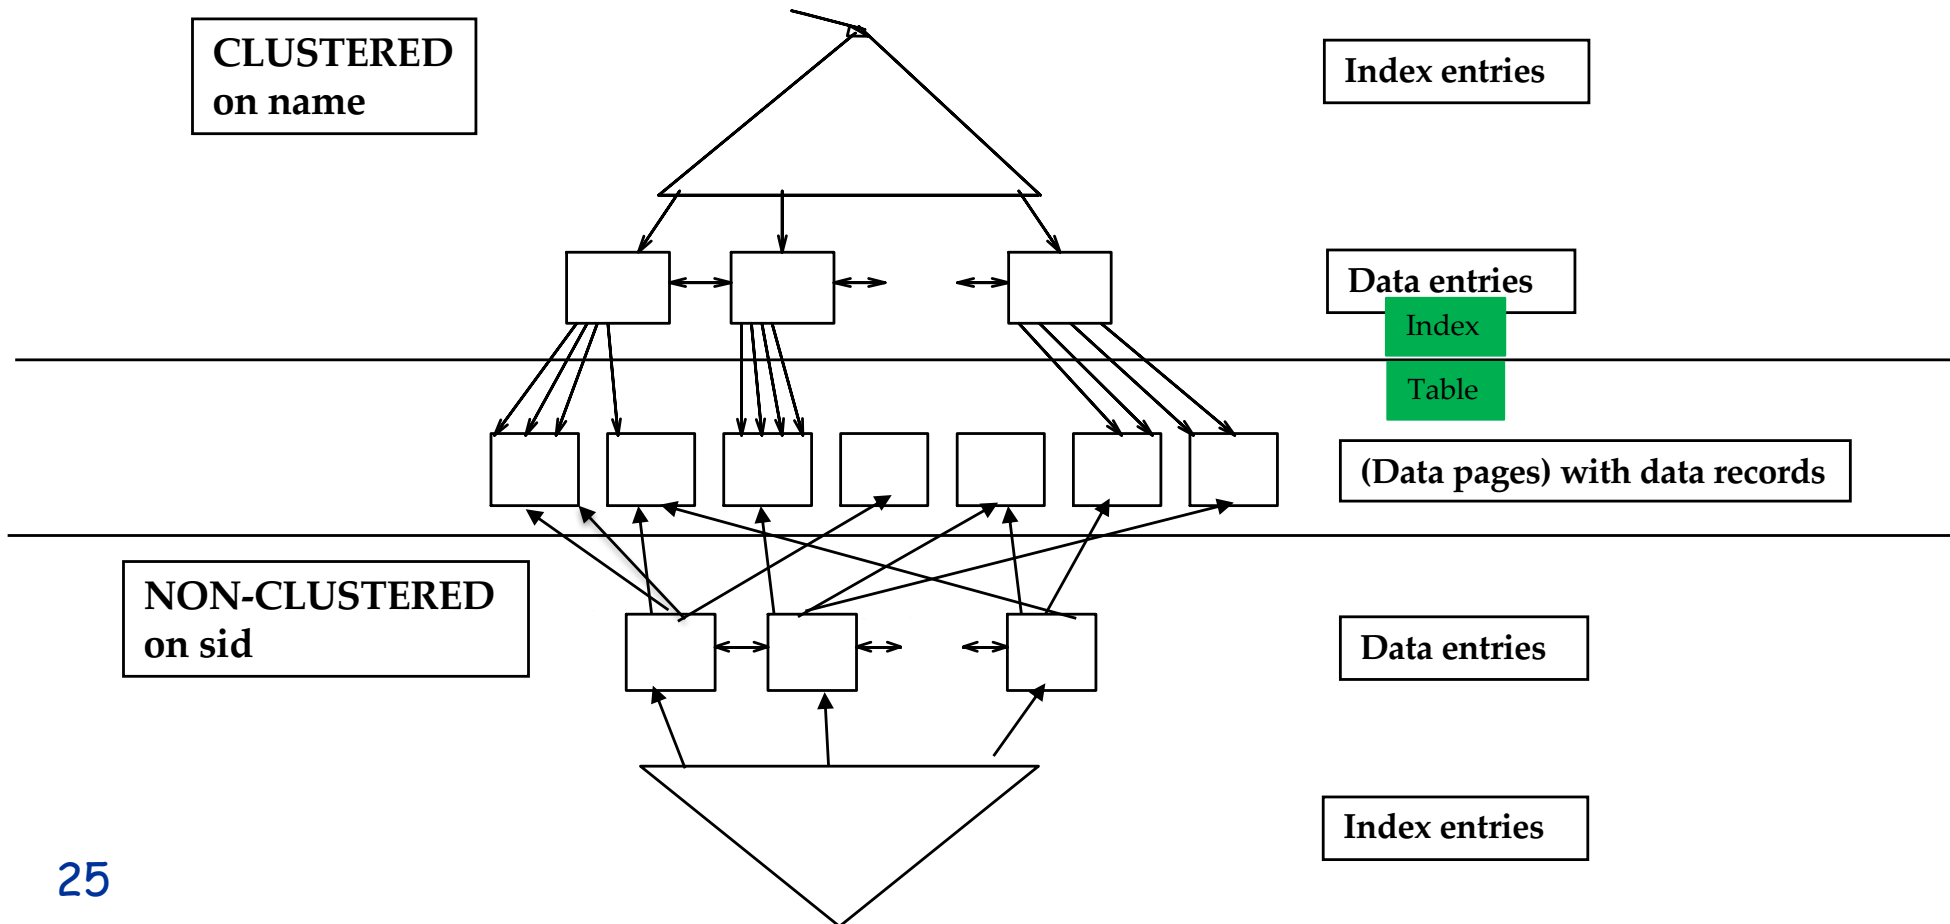 CLUSTERED
on name
Index entries
Data entries
Index
Table
(Data pages) with data records
NON-CLUSTERED
on sid
Data entries
Index entries
25